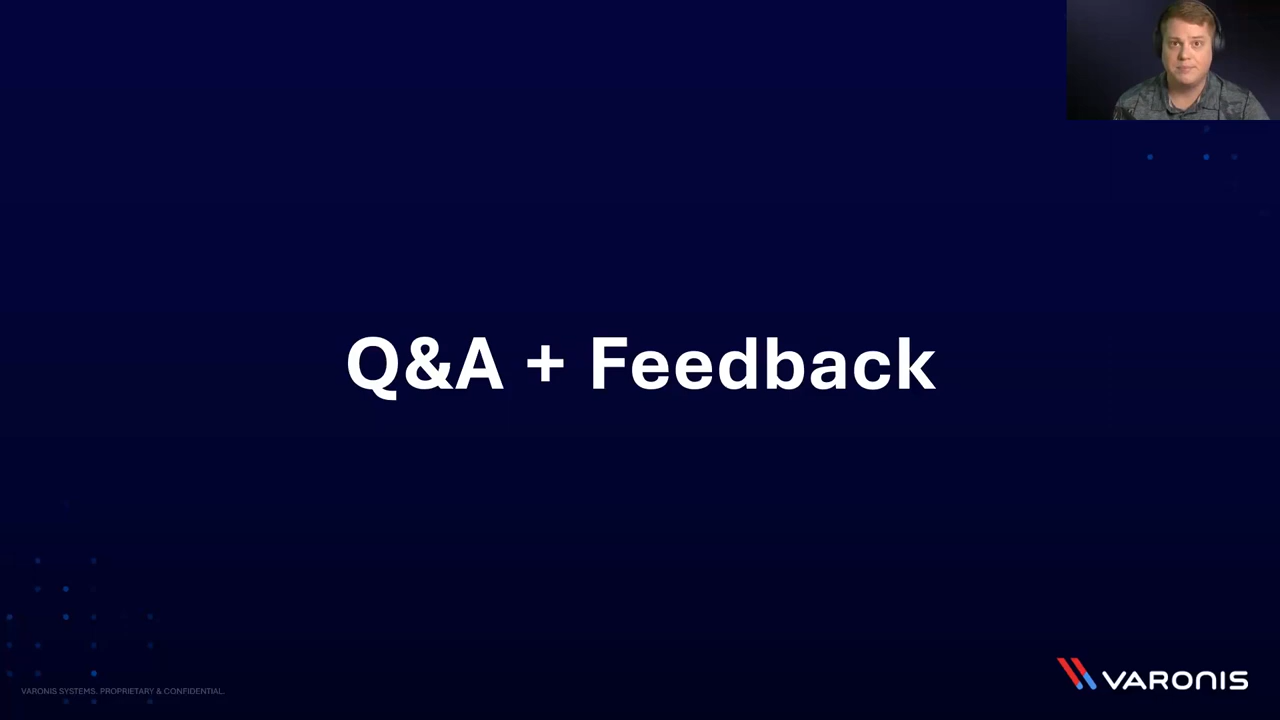 Q&A + Feedback
VARONIS SYSTEMS. PROPRIETARY & CONFIDENTIAL.
VARONIS